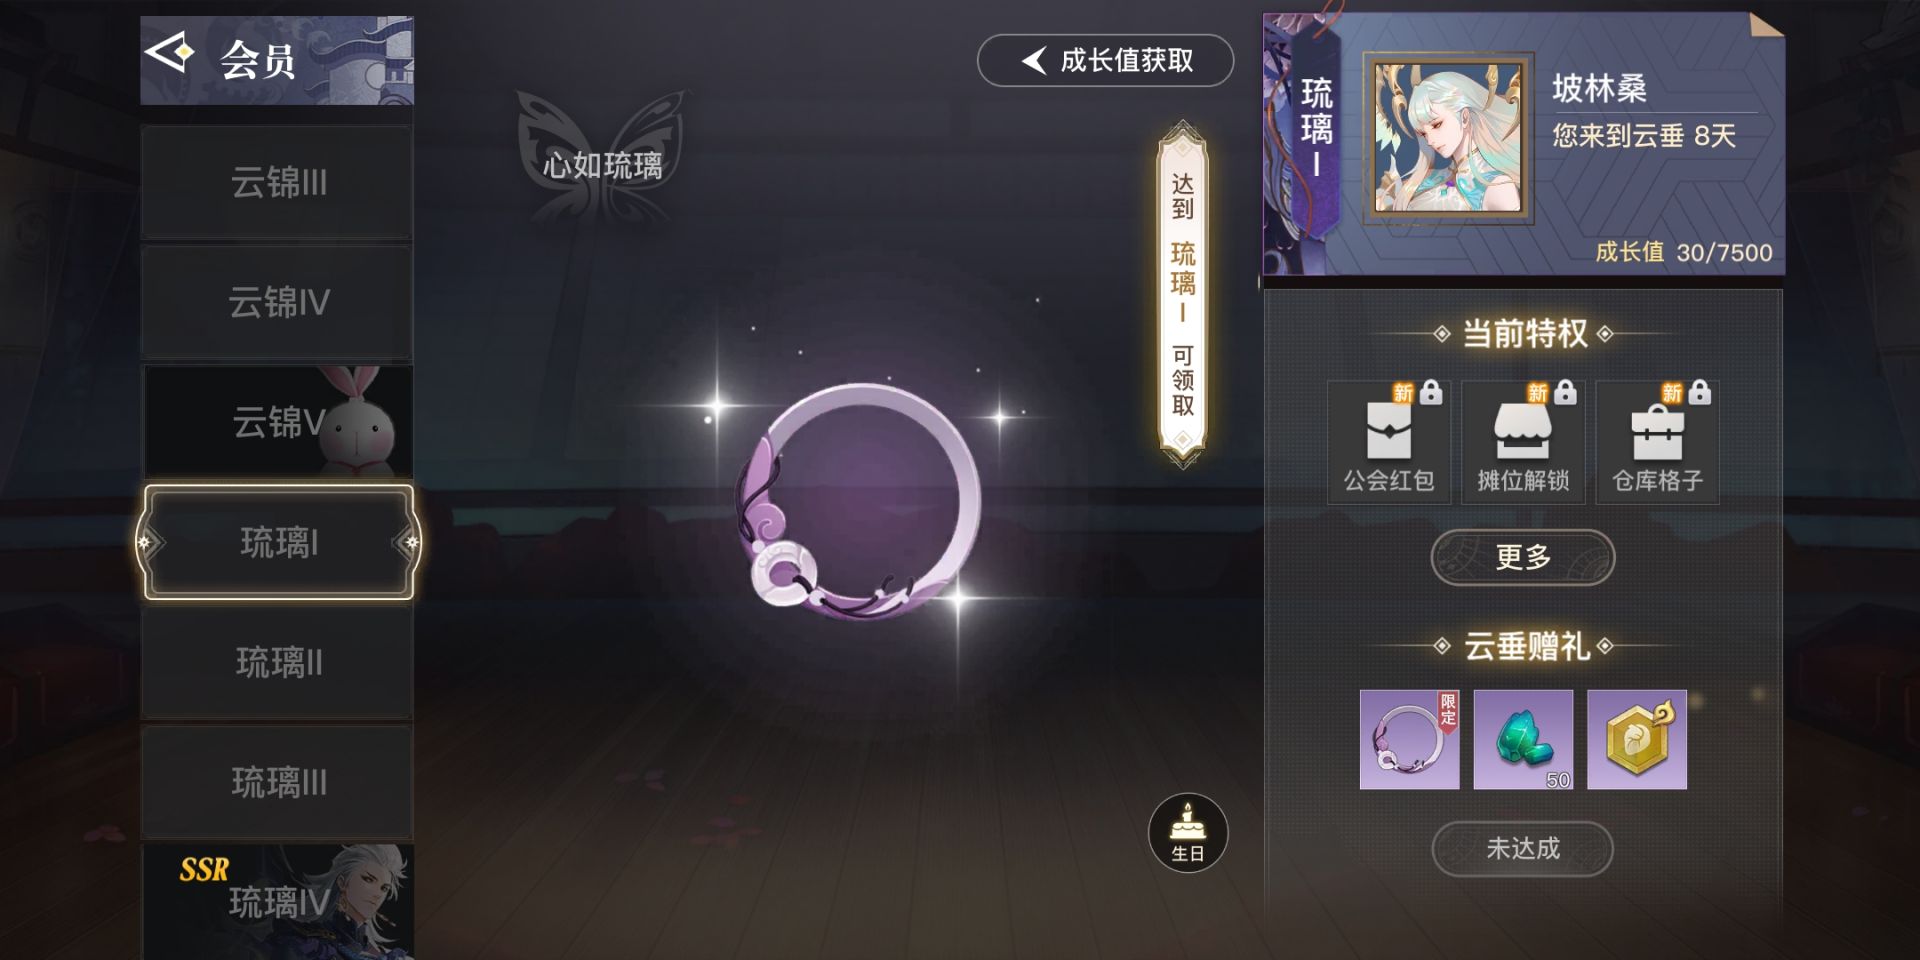 会员
云锦III
云锦IV
云锦V
琉璃I
琉璃II
琉璃III
SSR
琉璃IV
心如琉璃
成长值获取
达到 琉璃I 可领取
生日
琉璃I
坡林桑
您来到云垂 8天
成长值 30/7500
当前特权
新 新 新
公会红包 摊位解锁 仓库格子
更多
云垂赠礼
限定
50
未达成